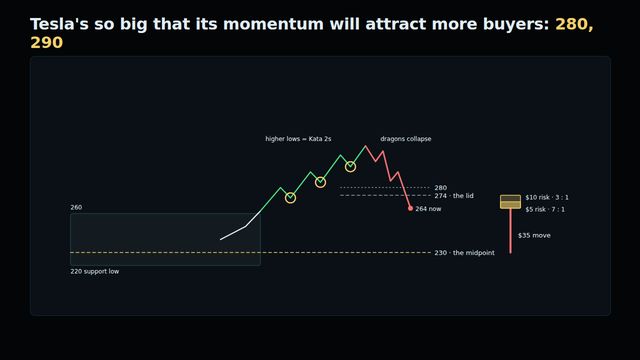 Tesla's so big that its momentum will attract more buyers: 280,
290
higher lows = Kata 2s
dragons collapse
280
274 · the lid
$10 risk · 3 : 1
260
264 now
$5 risk · 7 : 1
$35 move
230 · the midpoint
220 support low